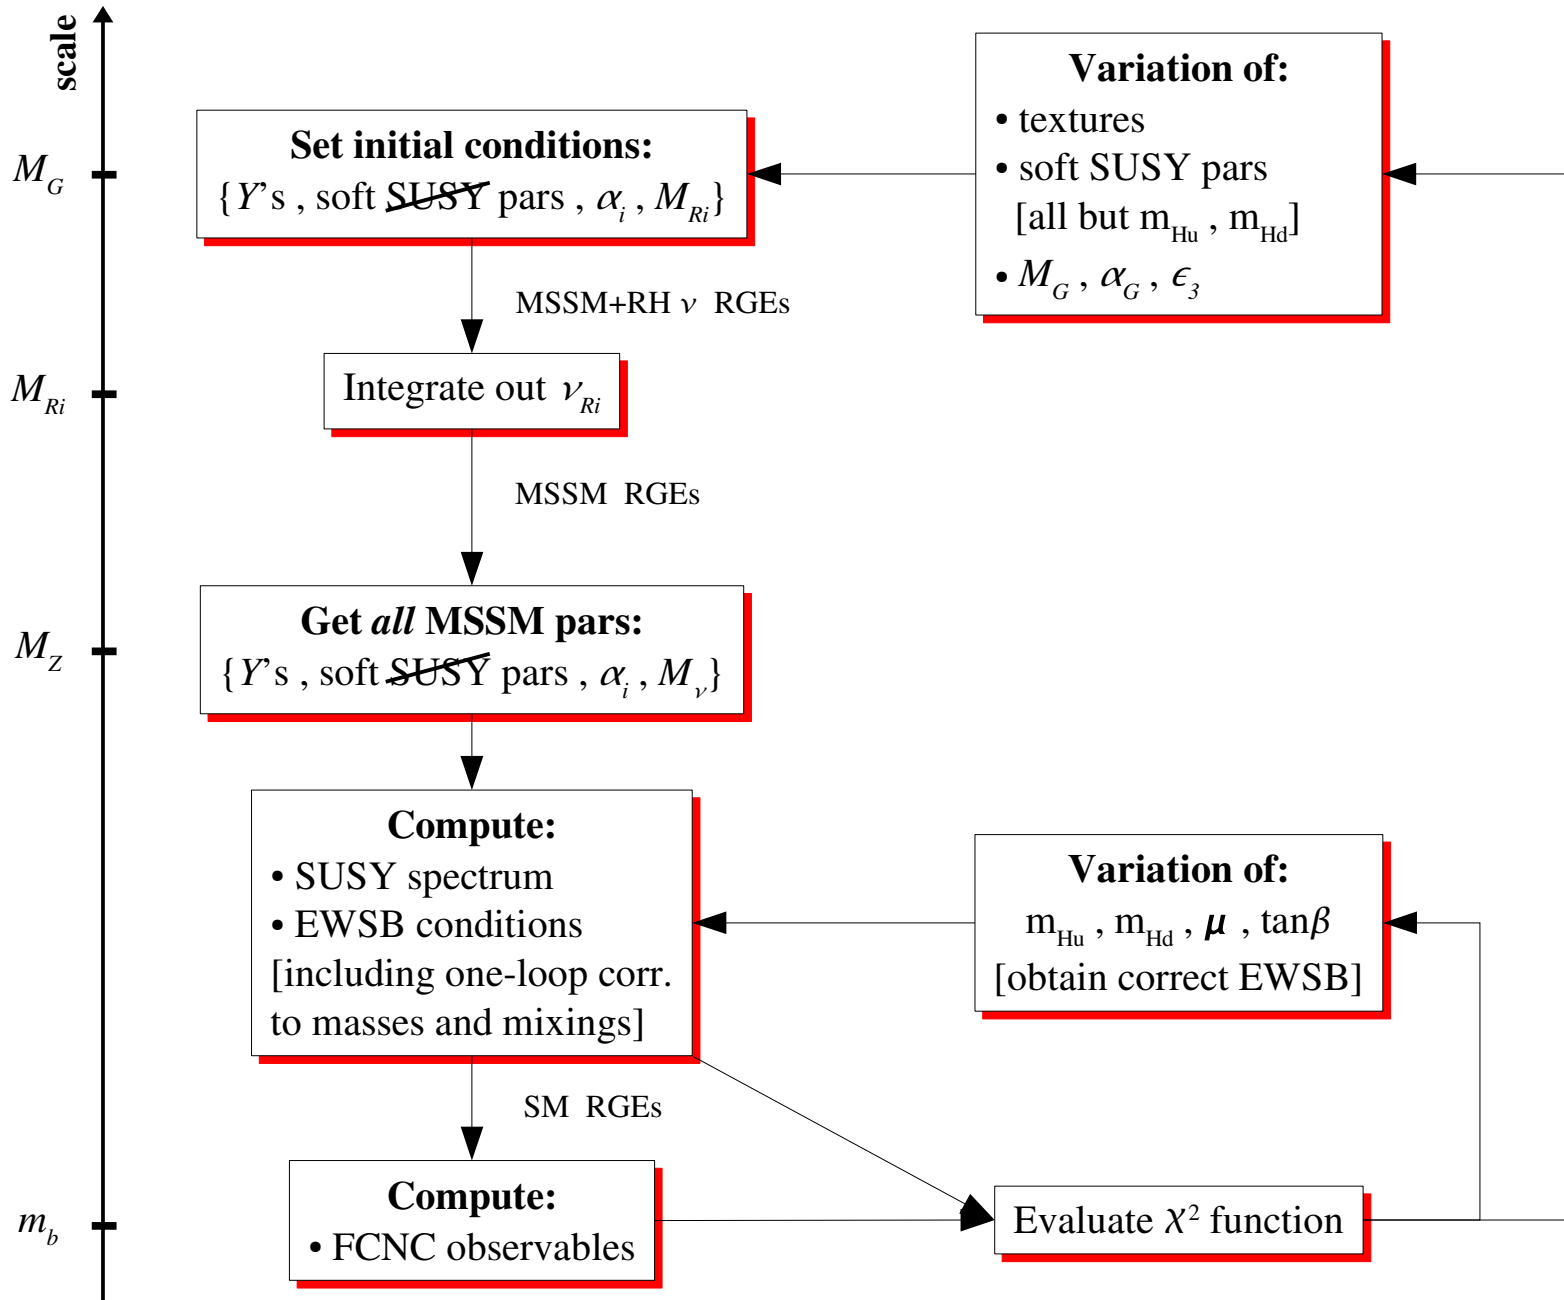 scale
M_G
M_Ri
M_Z
m_b
Set initial conditions:
{Y's , soft SUSY pars , α_i , M_Ri}
MSSM+RH ν RGEs
Integrate out ν_Ri
MSSM RGEs
Get all MSSM pars:
{Y's , soft SUSY pars , α_i , M_ν}
Compute:
• SUSY spectrum
• EWSB conditions
[including one-loop corr.
to masses and mixings]
SM RGEs
Compute:
• FCNC observables
Variation of:
• textures
• soft SUSY pars
[all but m_Hu , m_Hd]
• M_G , α_G , ϵ_3
Variation of:
m_Hu , m_Hd , μ , tanβ
[obtain correct EWSB]
Evaluate χ² function